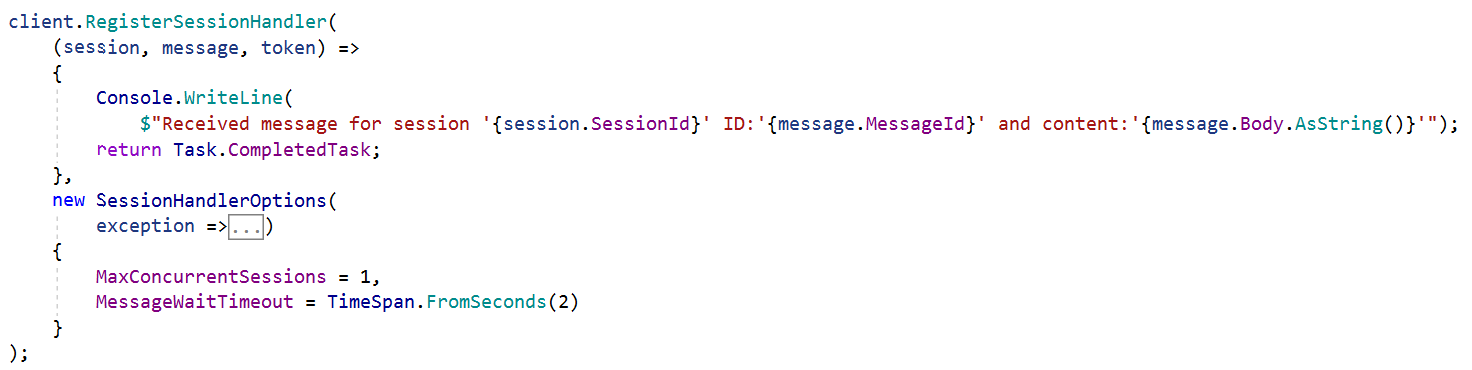 client.RegisterSessionHandler(
    (session, message, token) =>
    {
        Console.WriteLine(
            $"Received message for session '{session.SessionId}' ID:'{message.MessageId}' and content:'{message.Body.AsString()}'");
        return Task.CompletedTask;
    },
    new SessionHandlerOptions(
        exception =>...)
    {
        MaxConcurrentSessions = 1,
        MessageWaitTimeout = TimeSpan.FromSeconds(2)
    }
);